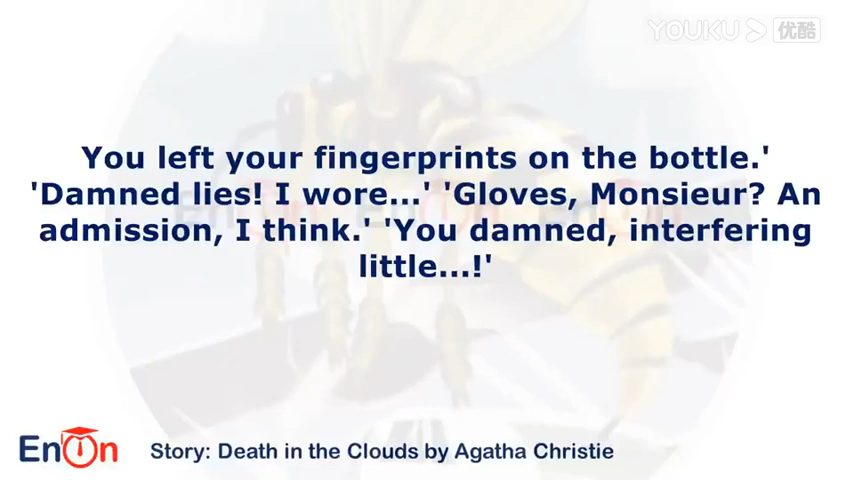 YOUKU 优酷
You left your fingerprints on the bottle.'
'Damned lies! I wore...' 'Gloves, Monsieur? An
admission, I think.' 'You damned, interfering
little...!'
EnOn
Story: Death in the Clouds by Agatha Christie